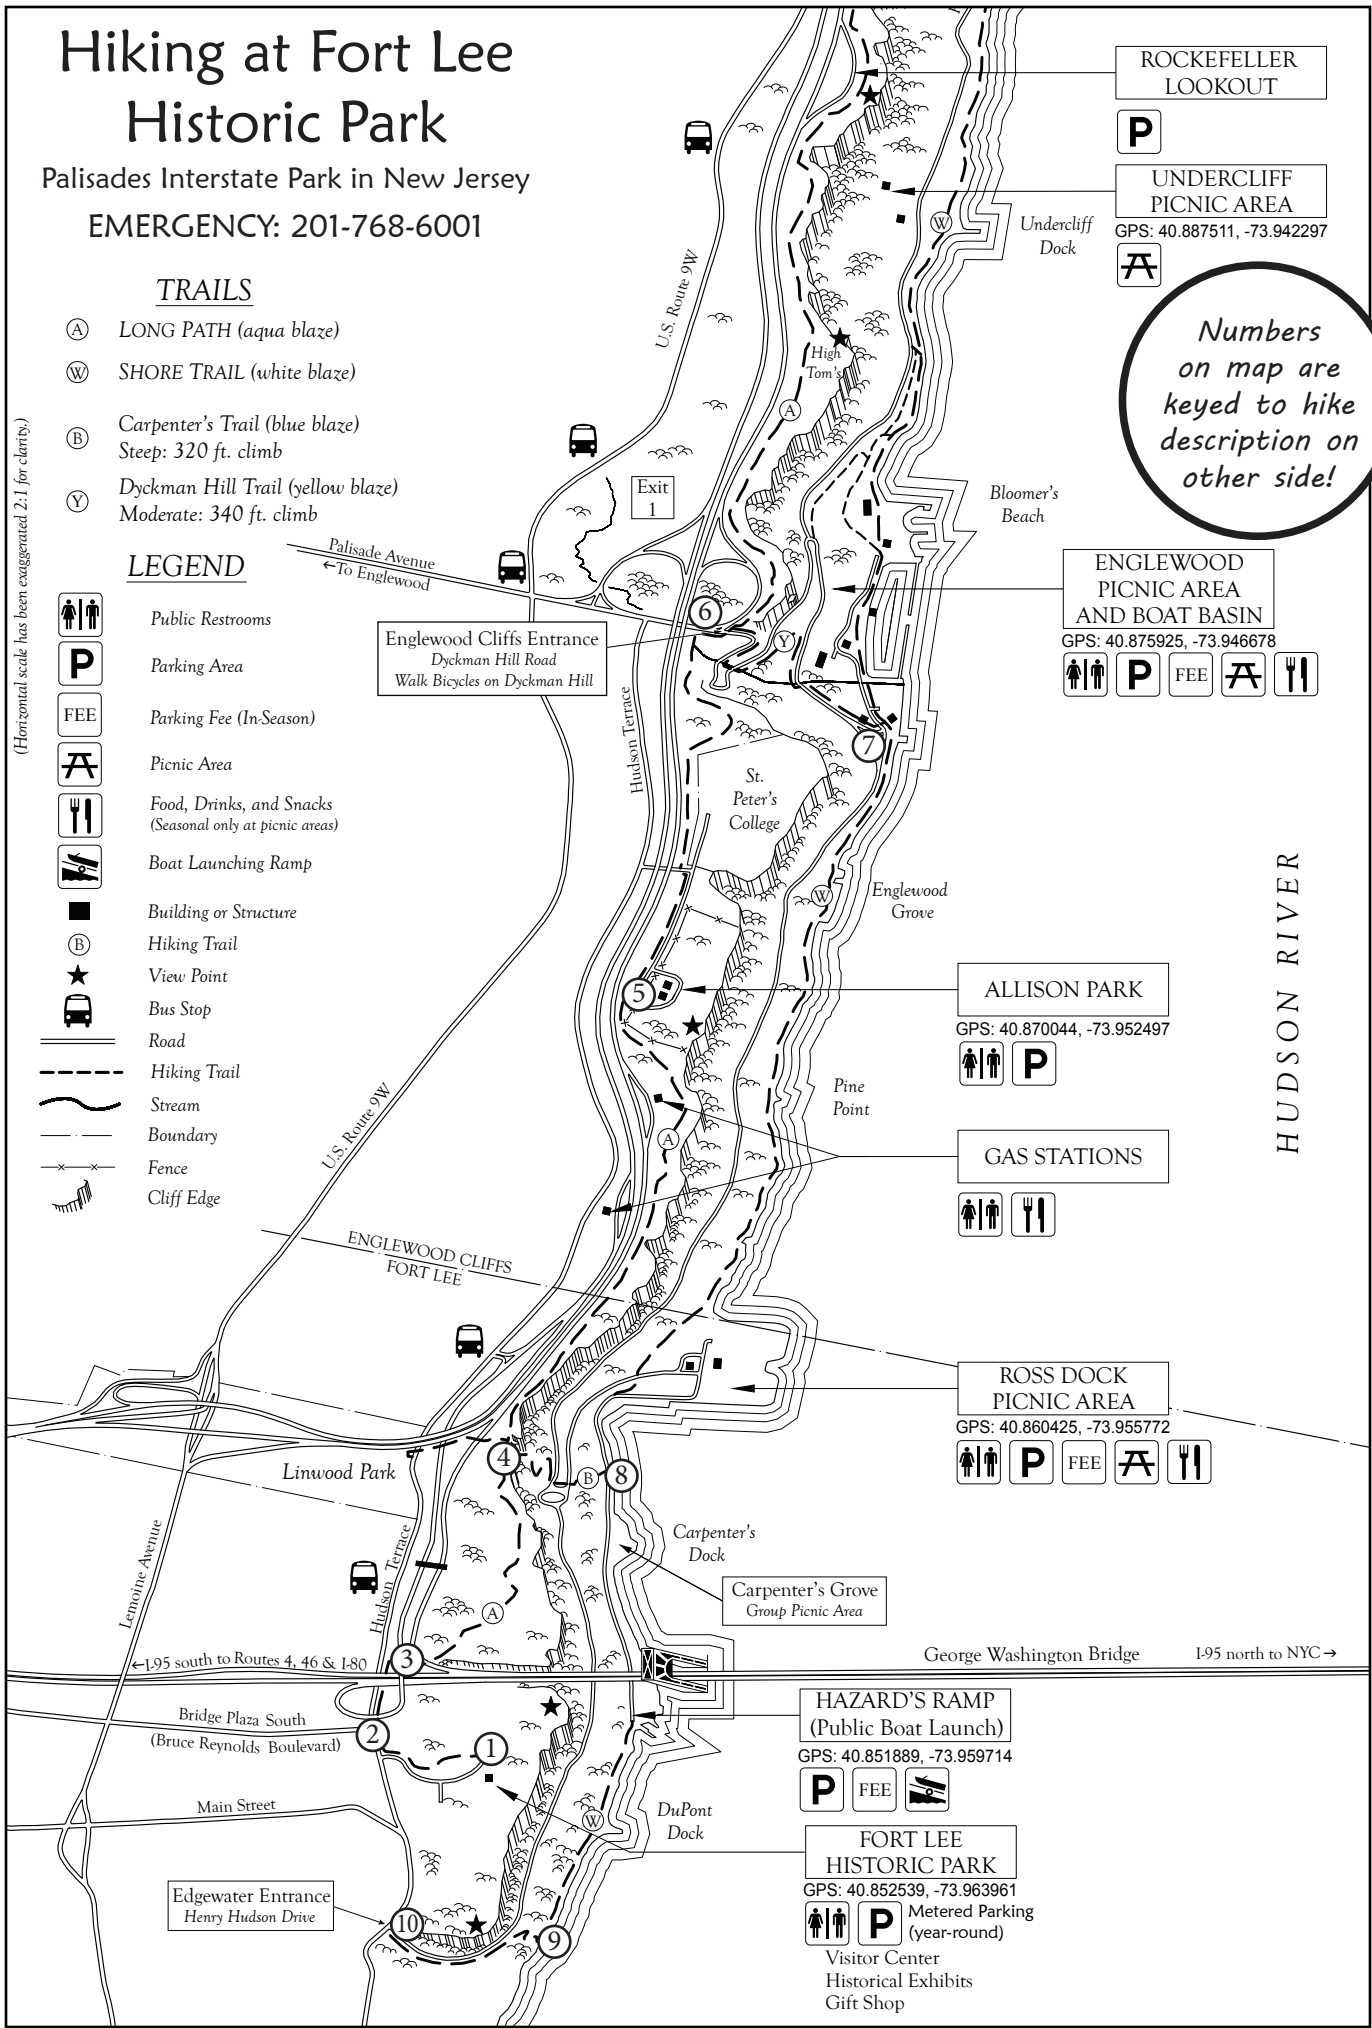 Hiking at Fort Lee
Historic Park
Palisades Interstate Park in New Jersey
EMERGENCY: 201-768-6001
TRAILS
A LONG PATH (aqua blaze)
W SHORE TRAIL (white blaze)
B Carpenter's Trail (blue blaze)
Steep: 320 ft. climb
Y Dyckman Hill Trail (yellow blaze)
Moderate: 340 ft. climb
(Horizontal scale has been exaggerated 2:1 for clarity.)
LEGEND
Public Restrooms
P Parking Area
FEE Parking Fee (In-Season)
Picnic Area
Food, Drinks, and Snacks
(Seasonal only at picnic areas)
Boat Launching Ramp
Building or Structure
B Hiking Trail
View Point
Bus Stop
Road
Hiking Trail
Stream
Boundary
Fence
Cliff Edge
ROCKEFELLER
LOOKOUT
P
UNDERCLIFF
PICNIC AREA
GPS: 40.887511, -73.942297
Undercliff
Dock
W
Numbers
on map are
keyed to hike
description on
other side!
U.S. Route 9W
High
Tom's
A
Exit
1
Bloomer's
Beach
Palisade Avenue
←To Englewood
ENGLEWOOD
PICNIC AREA
AND BOAT BASIN
GPS: 40.875925, -73.946678
P
FEE
6
Y
Englewood Cliffs Entrance
Dyckman Hill Road
Walk Bicycles on Dyckman Hill
Hudson Terrace
7
St.
Peter's
College
W
Englewood
Grove
HUDSON RIVER
5
ALLISON PARK
GPS: 40.870044, -73.952497
P
Pine
Point
A
U.S. Route 9W
GAS STATIONS
ENGLEWOOD CLIFFS
FORT LEE
ROSS DOCK
PICNIC AREA
GPS: 40.860425, -73.955772
P
FEE
Linwood Park
4
B
8
Carpenter's
Dock
Lemoine Avenue
Hudson Terrace
Carpenter's Grove
Group Picnic Area
A
3
←I-95 south to Routes 4, 46 & I-80
George Washington Bridge
I-95 north to NYC→
HAZARD'S RAMP
(Public Boat Launch)
GPS: 40.851889, -73.959714
P
FEE
Bridge Plaza South
(Bruce Reynolds Boulevard)
2
1
Main Street
W
DuPont
Dock
FORT LEE
HISTORIC PARK
GPS: 40.852539, -73.963961
P
Metered Parking
(year-round)
Visitor Center
Historical Exhibits
Gift Shop
Edgewater Entrance
Henry Hudson Drive
10
9